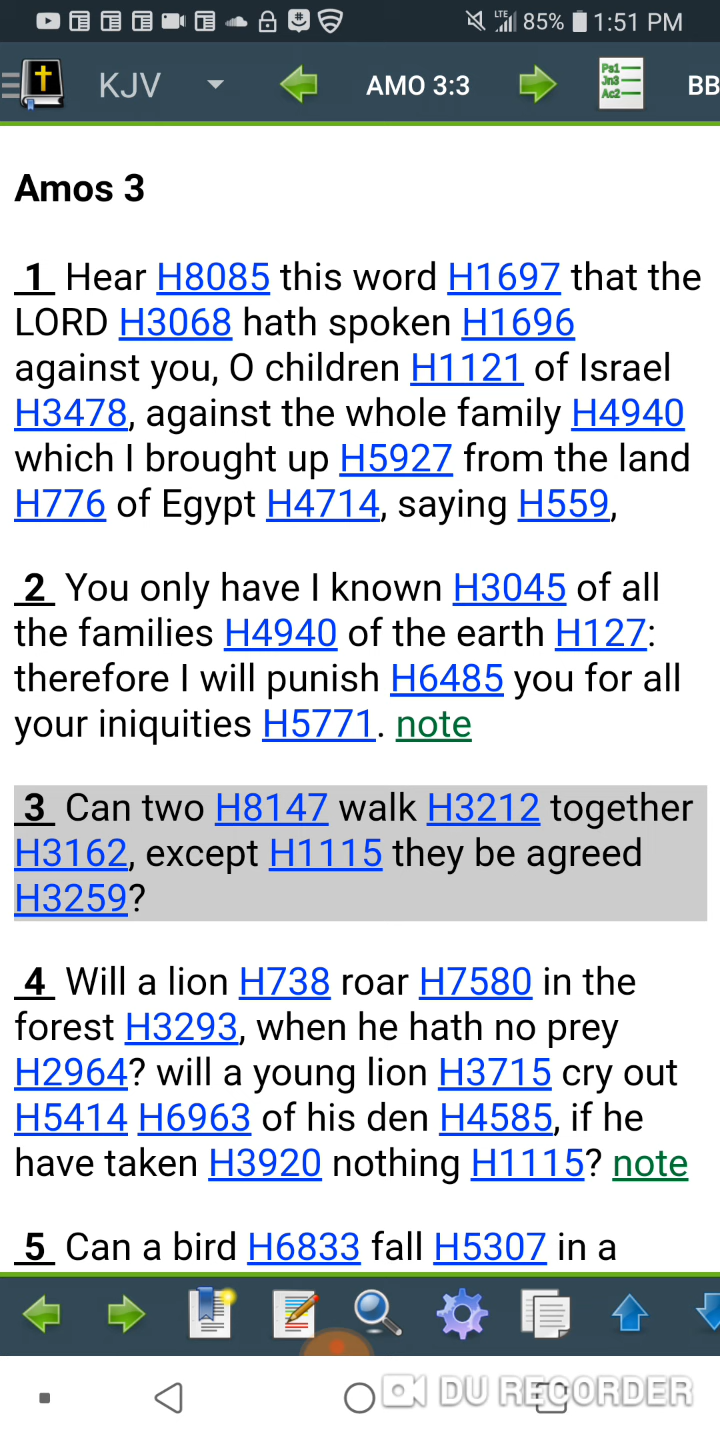 LTE 85% 1:51 PM
KJV AMO 3:3 Ps1 Jn3 Ac2 BB
Amos 3
1 Hear H8085 this word H1697 that the
LORD H3068 hath spoken H1696
against you, O children H1121 of Israel
H3478, against the whole family H4940
which I brought up H5927 from the land
H776 of Egypt H4714, saying H559,
2 You only have I known H3045 of all
the families H4940 of the earth H127:
therefore I will punish H6485 you for all
your iniquities H5771. note
3 Can two H8147 walk H3212 together
H3162, except H1115 they be agreed
H3259?
4 Will a lion H738 roar H7580 in the
forest H3293, when he hath no prey
H2964? will a young lion H3715 cry out
H5414 H6963 of his den H4585, if he
have taken H3920 nothing H1115? note
5 Can a bird H6833 fall H5307 in a
DU RECORDER